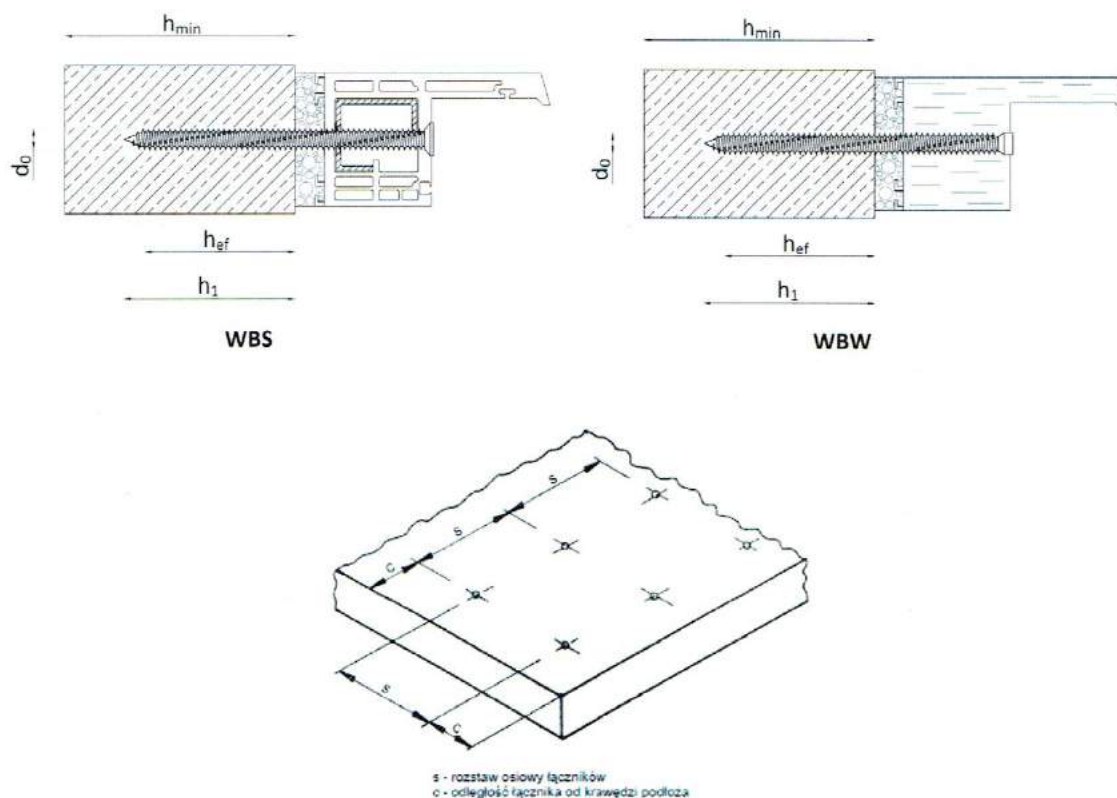 hmin
hmin
d0
d0
hef
hef
h1
h1
WBS
WBW
s
s
c
s
c
s - rozstaw osiowy łączników
c - odległość łącznika od krawędzi podłoża